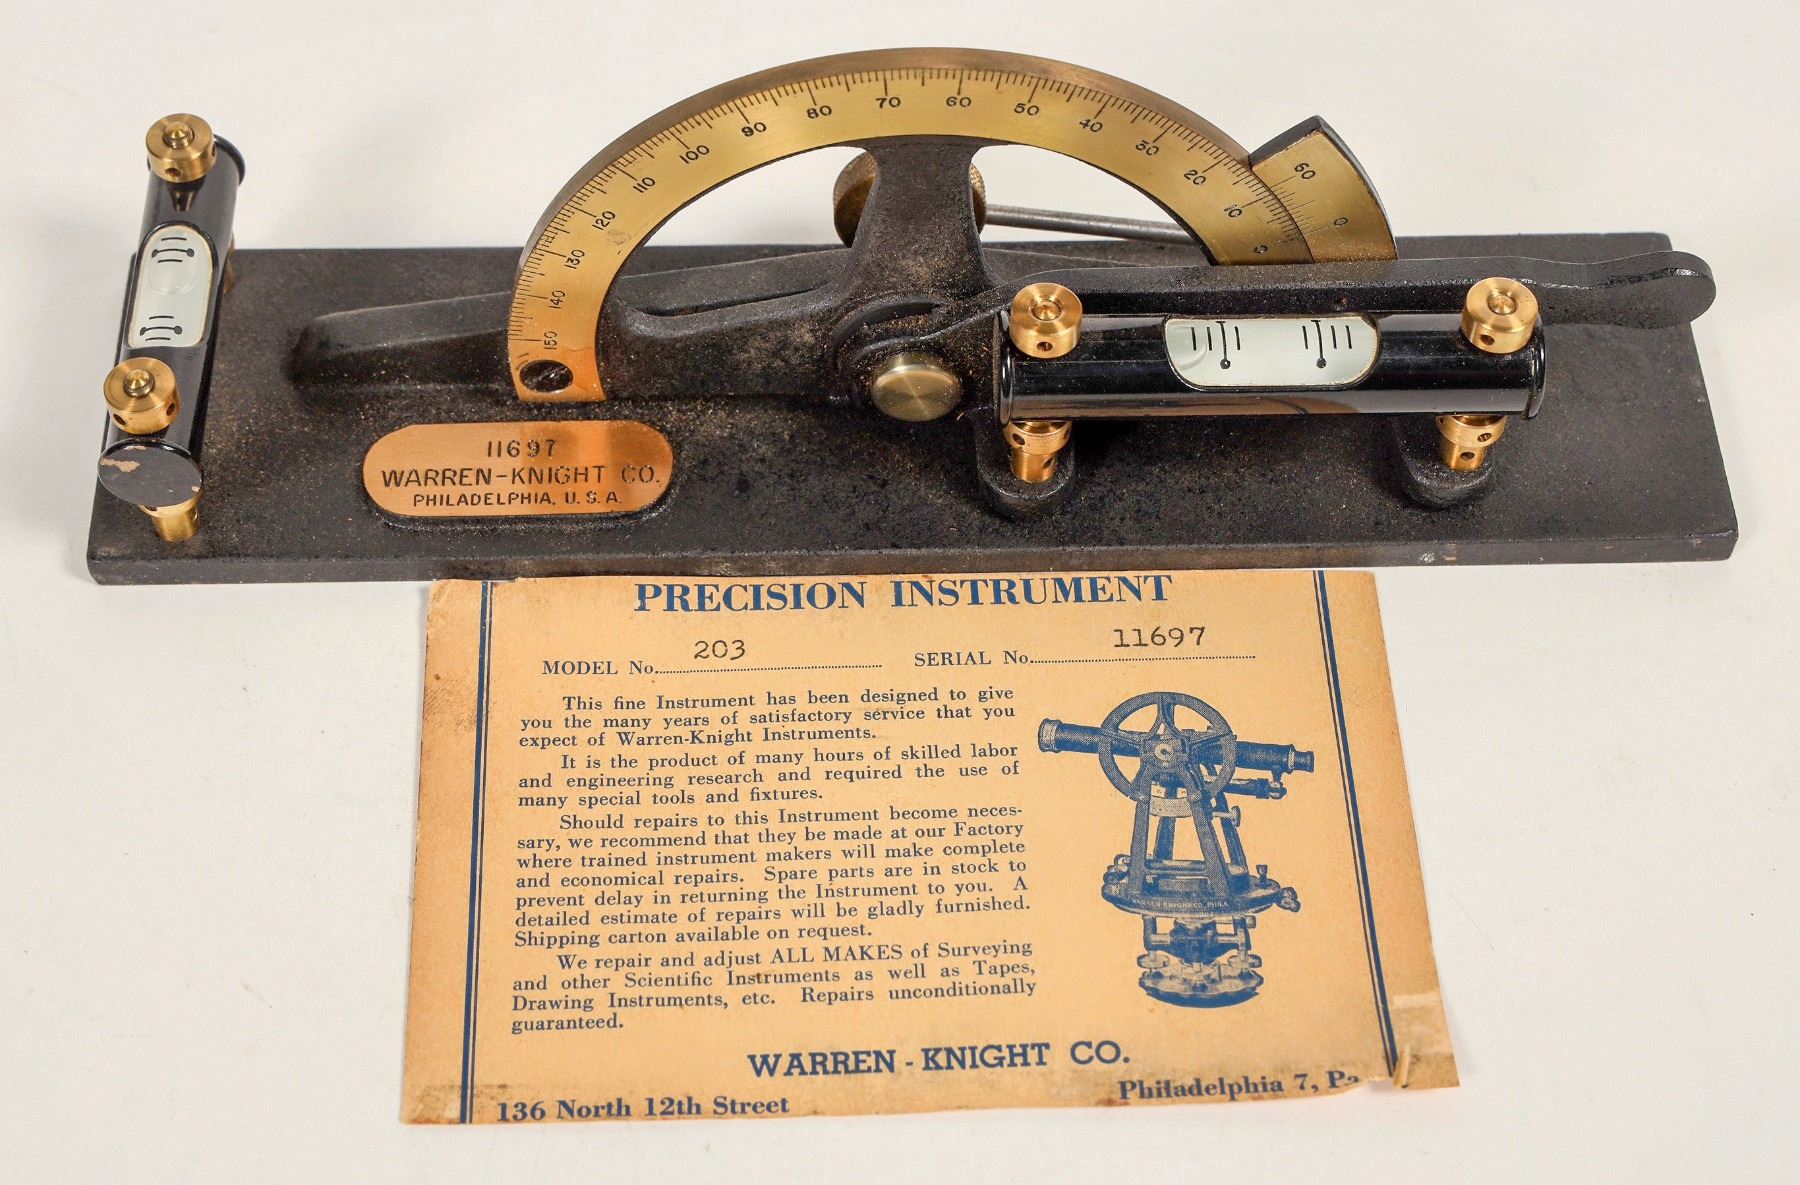 150 140 130 120 110 100 90 80 70 60 50 40 30 20 10 0
60 0
11697
WARREN-KNIGHT CO.
PHILADELPHIA, U.S.A.
PRECISION INSTRUMENT
MODEL No. 203 SERIAL No. 11697
This fine Instrument has been designed to give
you the many years of satisfactory service that you
expect of Warren-Knight Instruments.
It is the product of many hours of skilled labor
and engineering research and required the use of
many special tools and fixtures.
Should repairs to this Instrument become neces-
sary, we recommend that they be made at our Factory
where trained instrument makers will make complete
and economical repairs. Spare parts are in stock to
prevent delay in returning the Instrument to you. A
detailed estimate of repairs will be gladly furnished.
Shipping carton available on request.
We repair and adjust ALL MAKES of Surveying
and other Scientific Instruments as well as Tapes,
Drawing Instruments, etc. Repairs unconditionally
guaranteed.
WARREN KNIGHT CO. PHILA.
WARREN-KNIGHT CO.
136 North 12th Street Philadelphia 7, Pa